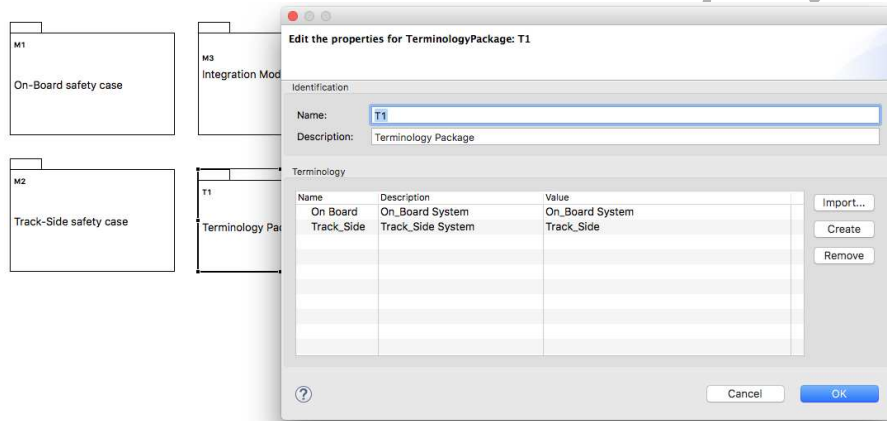 M1
On-Board safety case
M3
Integration Mod
M2
Track-Side safety case
T1
Terminology Pac
Edit the properties for TerminologyPackage: T1
Identification
Name: T1
Description: Terminology Package
Terminology
Name Description Value
On Board On_Board System On_Board System
Track_Side Track_Side System Track_Side
Import...
Create
Remove
?
Cancel OK